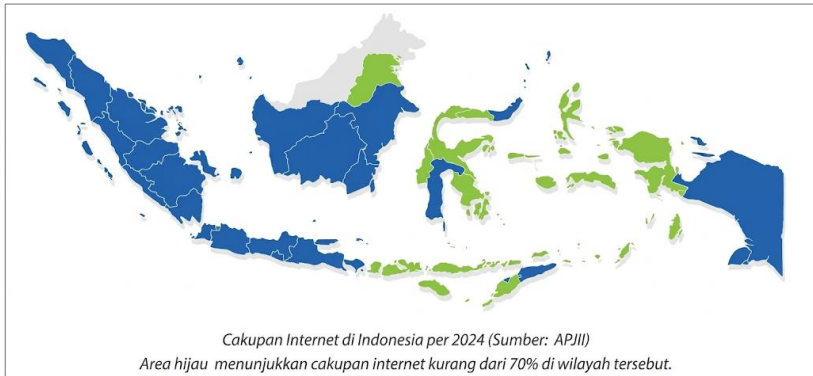 Cakupan Internet di Indonesia per 2024 (Sumber: APJII)
Area hijau menunjukkan cakupan internet kurang dari 70% di wilayah tersebut.